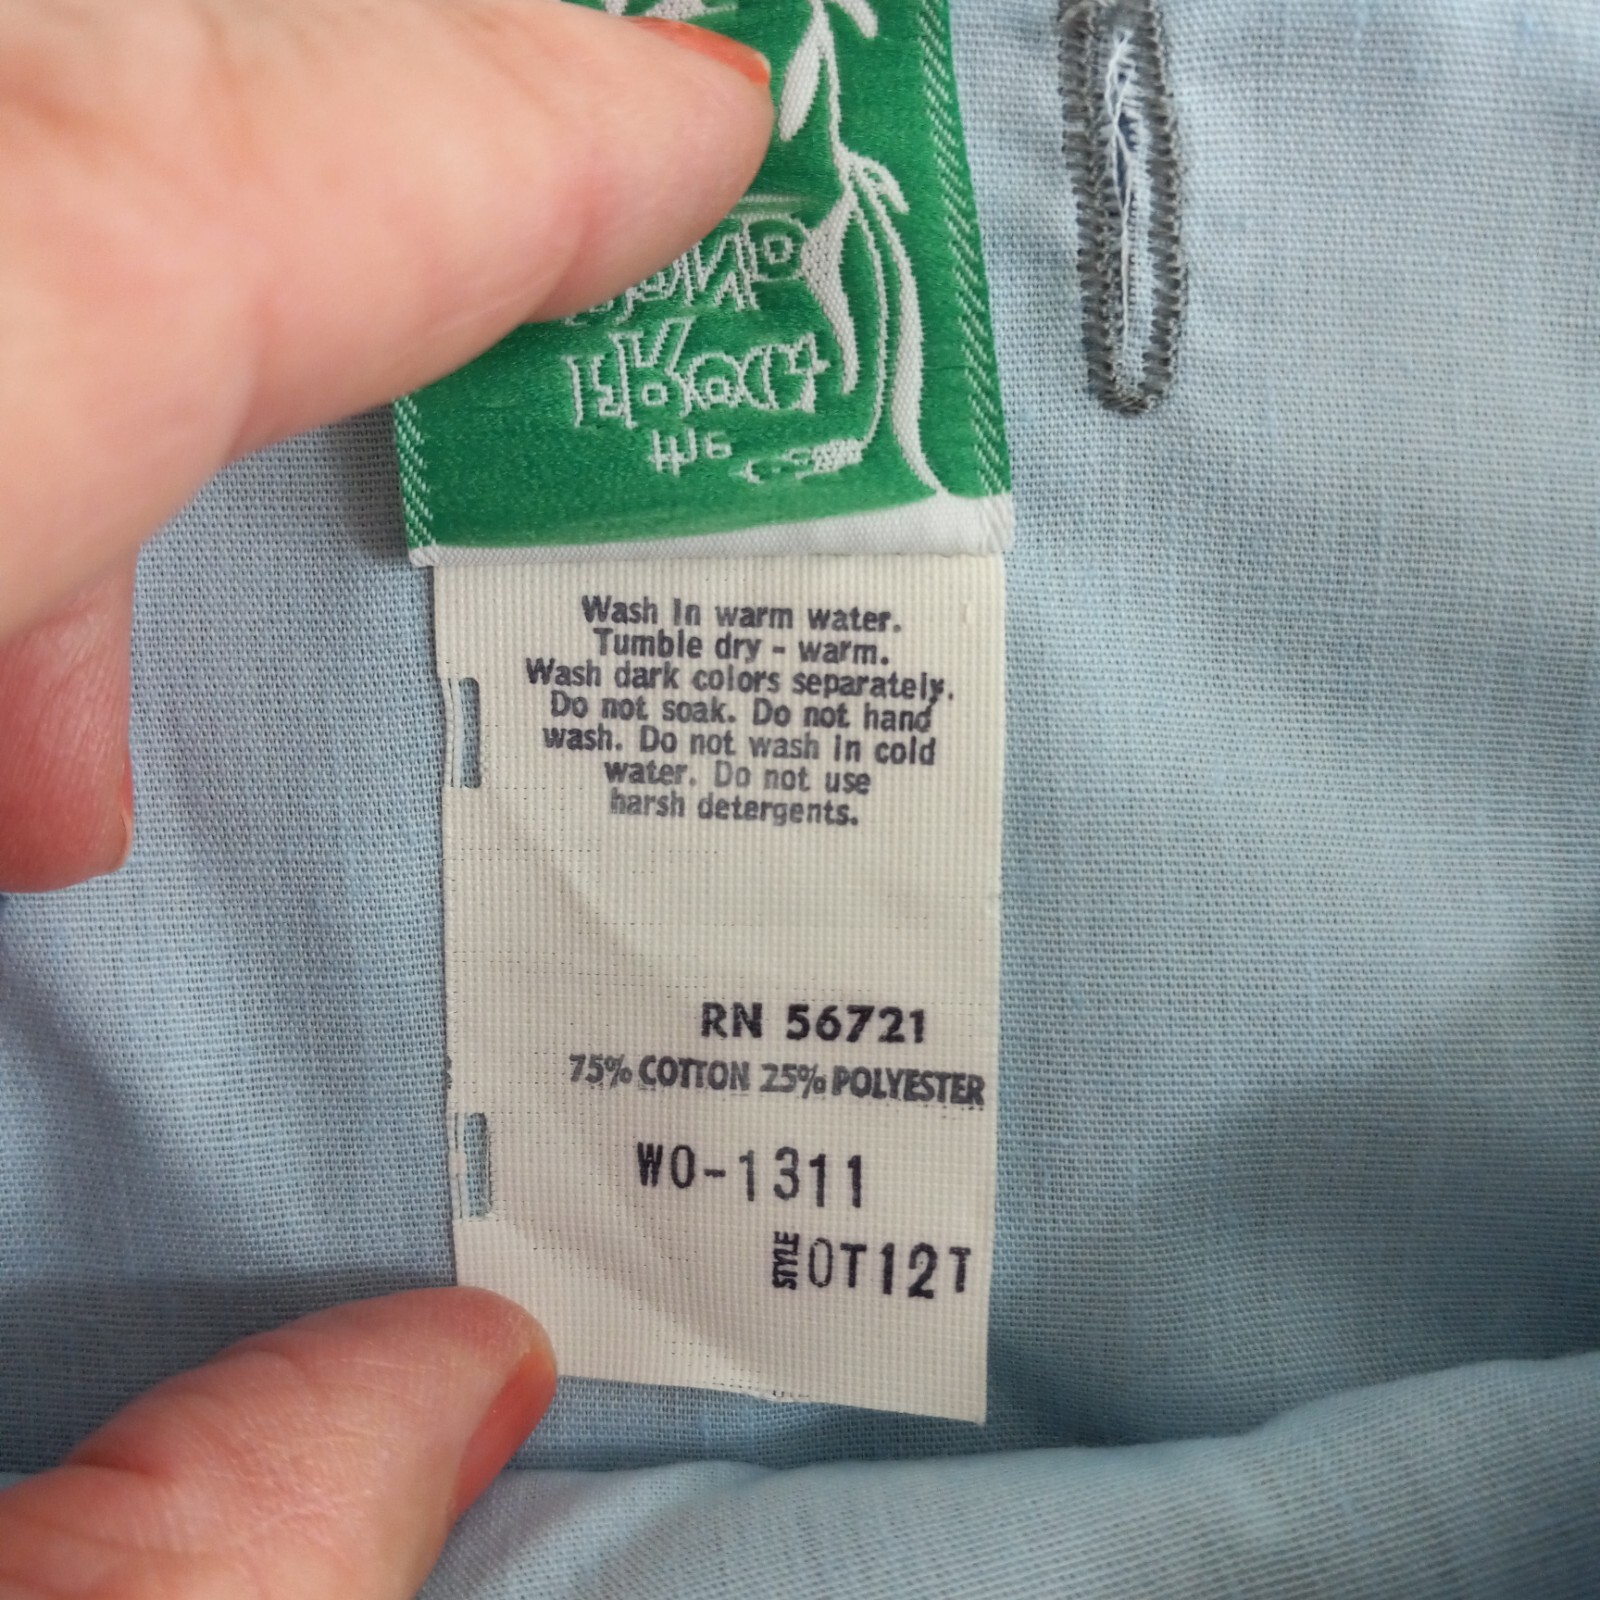 the
Wash In warm water.
Tumble dry - warm.
Wash dark colors separately.
Do not soak. Do not hand
wash. Do not wash in cold
water. Do not use
harsh detergents.
RN 56721
75% COTTON 25% POLYESTER
WO-1311
STYLE OT12T